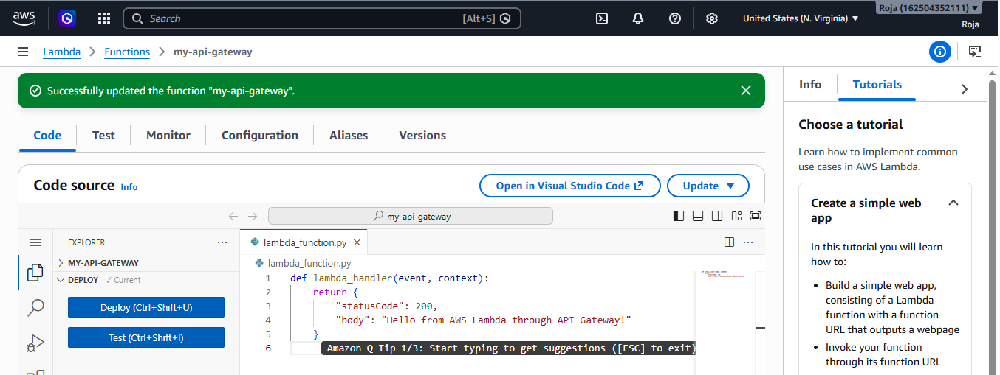 aws
Search
[Alt+S]
United States (N. Virginia)
Roja (162504352111)
Roja
Lambda
Functions
my-api-gateway
Successfully updated the function "my-api-gateway".
Code
Test
Monitor
Configuration
Aliases
Versions
Code source
Info
Open in Visual Studio Code
Update
my-api-gateway
EXPLORER
MY-API-GATEWAY
DEPLOY
Current
Deploy (Ctrl+Shift+U)
Test (Ctrl+Shift+I)
lambda_function.py
lambda_function.py
1 def lambda_handler(event, context):
2 return {
3 "statusCode": 200,
4 "body": "Hello from AWS Lambda through API Gateway!"
5 }
6 Amazon Q Tip 1/3: Start typing to get suggestions ([ESC] to exit)
Info
Tutorials
Choose a tutorial
Learn how to implement common
use cases in AWS Lambda.
Create a simple web
app
In this tutorial you will learn
how to:
• Build a simple web app,
consisting of a Lambda
function with a function
URL that outputs a webpage
• Invoke your function
through its function URL